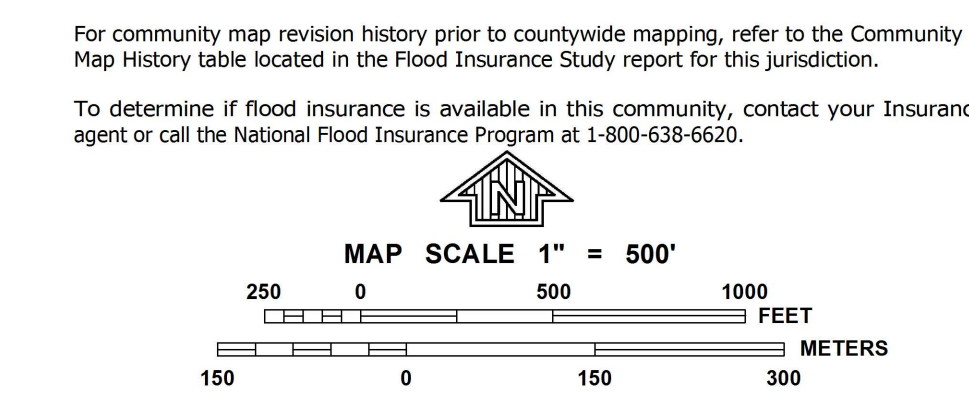 For community map revision history prior to countywide mapping, refer to the Community
Map History table located in the Flood Insurance Study report for this jurisdiction.
To determine if flood insurance is available in this community, contact your
agent or call the National Flood Insurance Program at 1-800-638-6620.
N
MAP SCALE 1" = 500'
250 0 500 1000
FEET
METERS
150 0 150 300